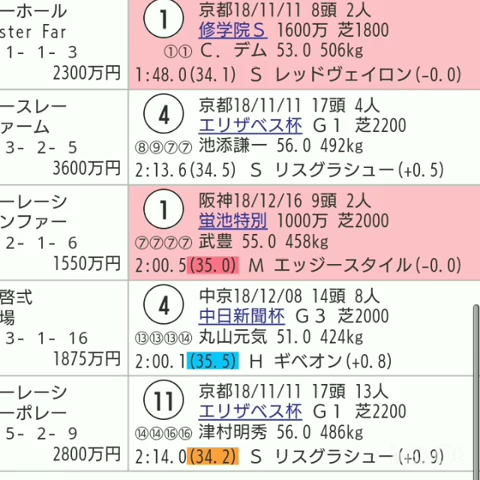 ーホール
ster Far
1- 1- 3
2300万円
1 京都18/11/11 8頭 2人
修学院S 1600万 芝1800
①① C．デム 53.0 506kg
1:48.0(34.1) S レッドヴェイロン(-0.0)
ースレー
ァーム
3- 2- 5
3600万円
4 京都18/11/11 17頭 4人
エリザベス杯 G1 芝2200
⑧⑨⑦⑦ 池添謙一 56.0 492kg
2:13.6(34.5) S リスグラシュー(+0.5)
ーレーシ
ンファー
2- 1- 6
1550万円
1 阪神18/12/16 9頭 2人
蛍池特別 1000万 芝2000
⑦⑦⑦⑦ 武豊 55.0 458kg
2:00.5(35.0) M エッジースタイル(-0.0)
啓弍
場
3- 1- 16
1875万円
4 中京18/12/08 14頭 8人
中日新聞杯 G3 芝2000
⑬⑬⑬⑭ 丸山元気 51.0 424kg
2:00.1(35.5) H ギベオン(+0.8)
ーレーシ
ーポレー
5- 2- 9
2800万円
11 京都18/11/11 17頭 13人
エリザベス杯 G1 芝2200
⑭⑭⑯⑯ 津村明秀 56.0 486kg
2:14.0(34.2) S リスグラシュー(+0.9)